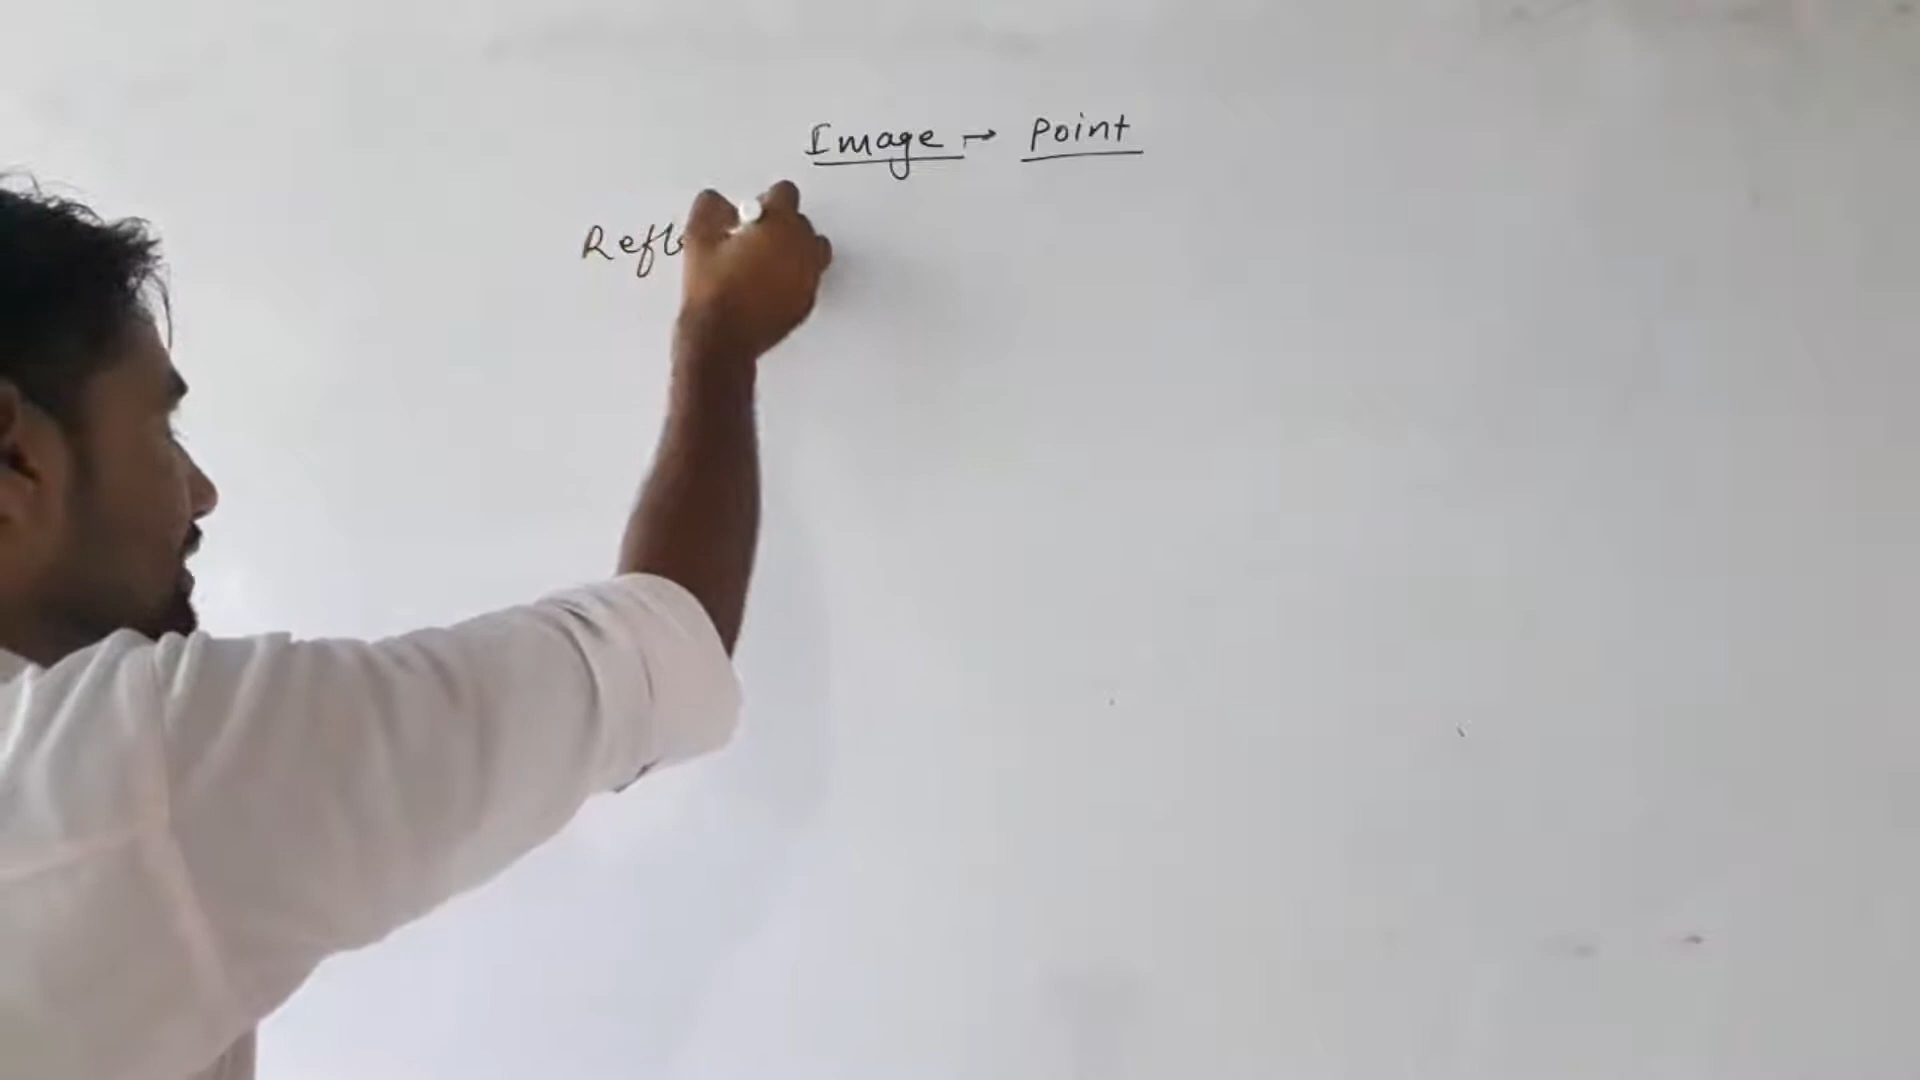 Image → Point
Refl